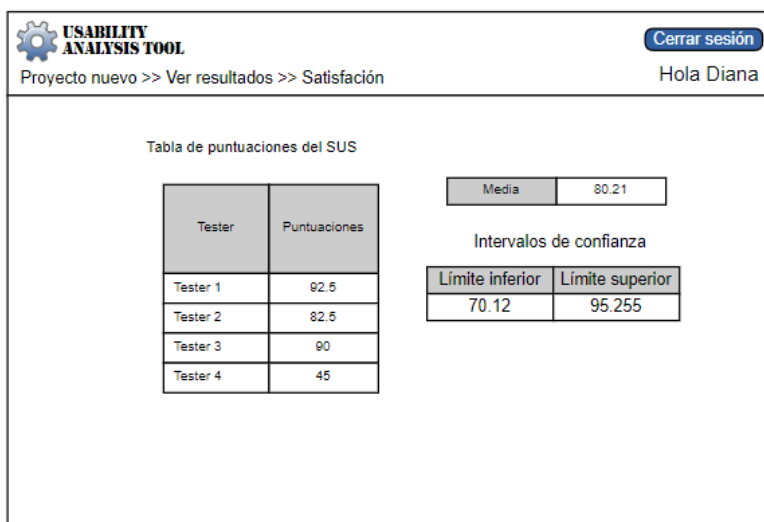 USABILITY
ANALYSIS TOOL
Cerrar sesión
Proyecto nuevo >> Ver resultados >> Satisfación
Hola Diana
Tabla de puntuaciones del SUS
Tester Puntuaciones
Tester 1 92.5
Tester 2 82.5
Tester 3 90
Tester 4 45
Media 80.21
Intervalos de confianza
Límite inferior Límite superior
70.12 95.255